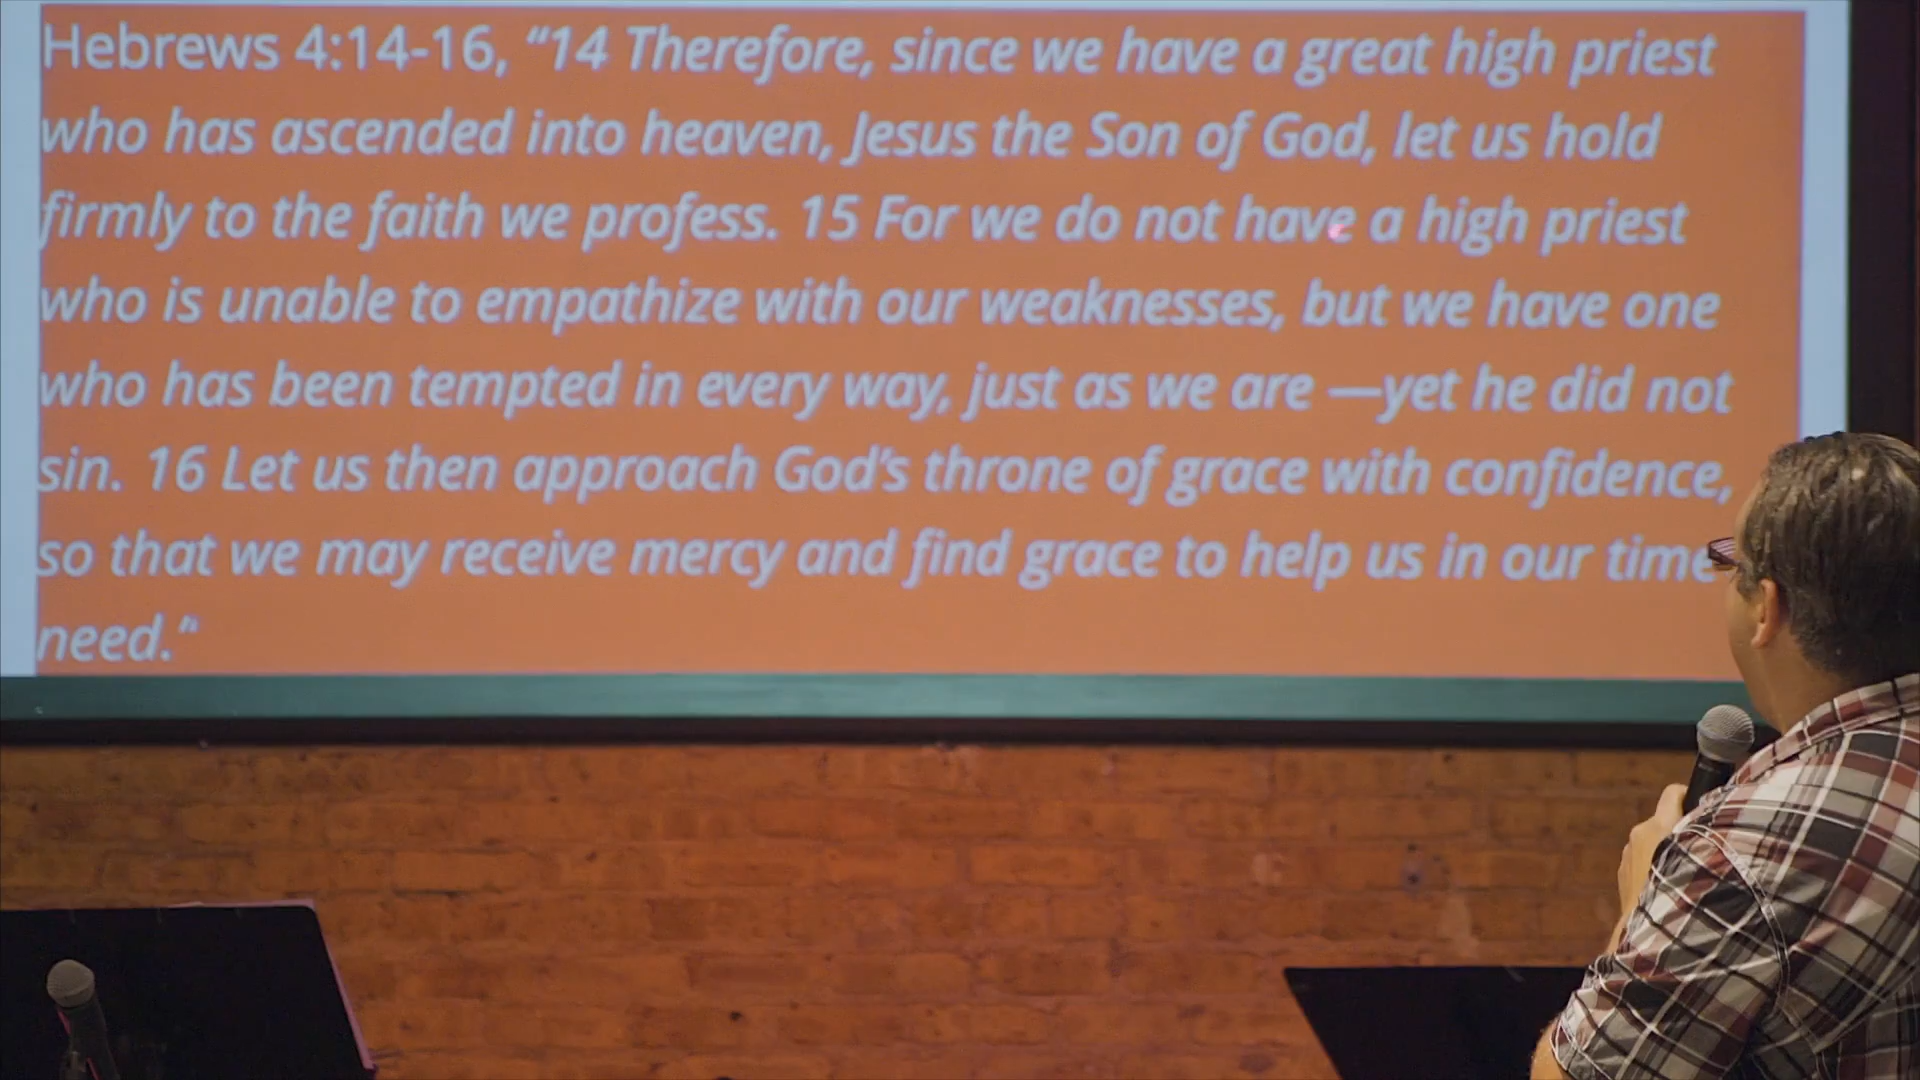 Hebrews 4:14-16, “14 Therefore, since we have a great high priest
who has ascended into heaven, Jesus the Son of God, let us hold
firmly to the faith we profess. 15 For we do not have a high priest
who is unable to empathize with our weaknesses, but we have one
who has been tempted in every way, just as we are —yet he did not
sin. 16 Let us then approach God’s throne of grace with confidence,
so that we may receive mercy and find grace to help us in our time
need.“